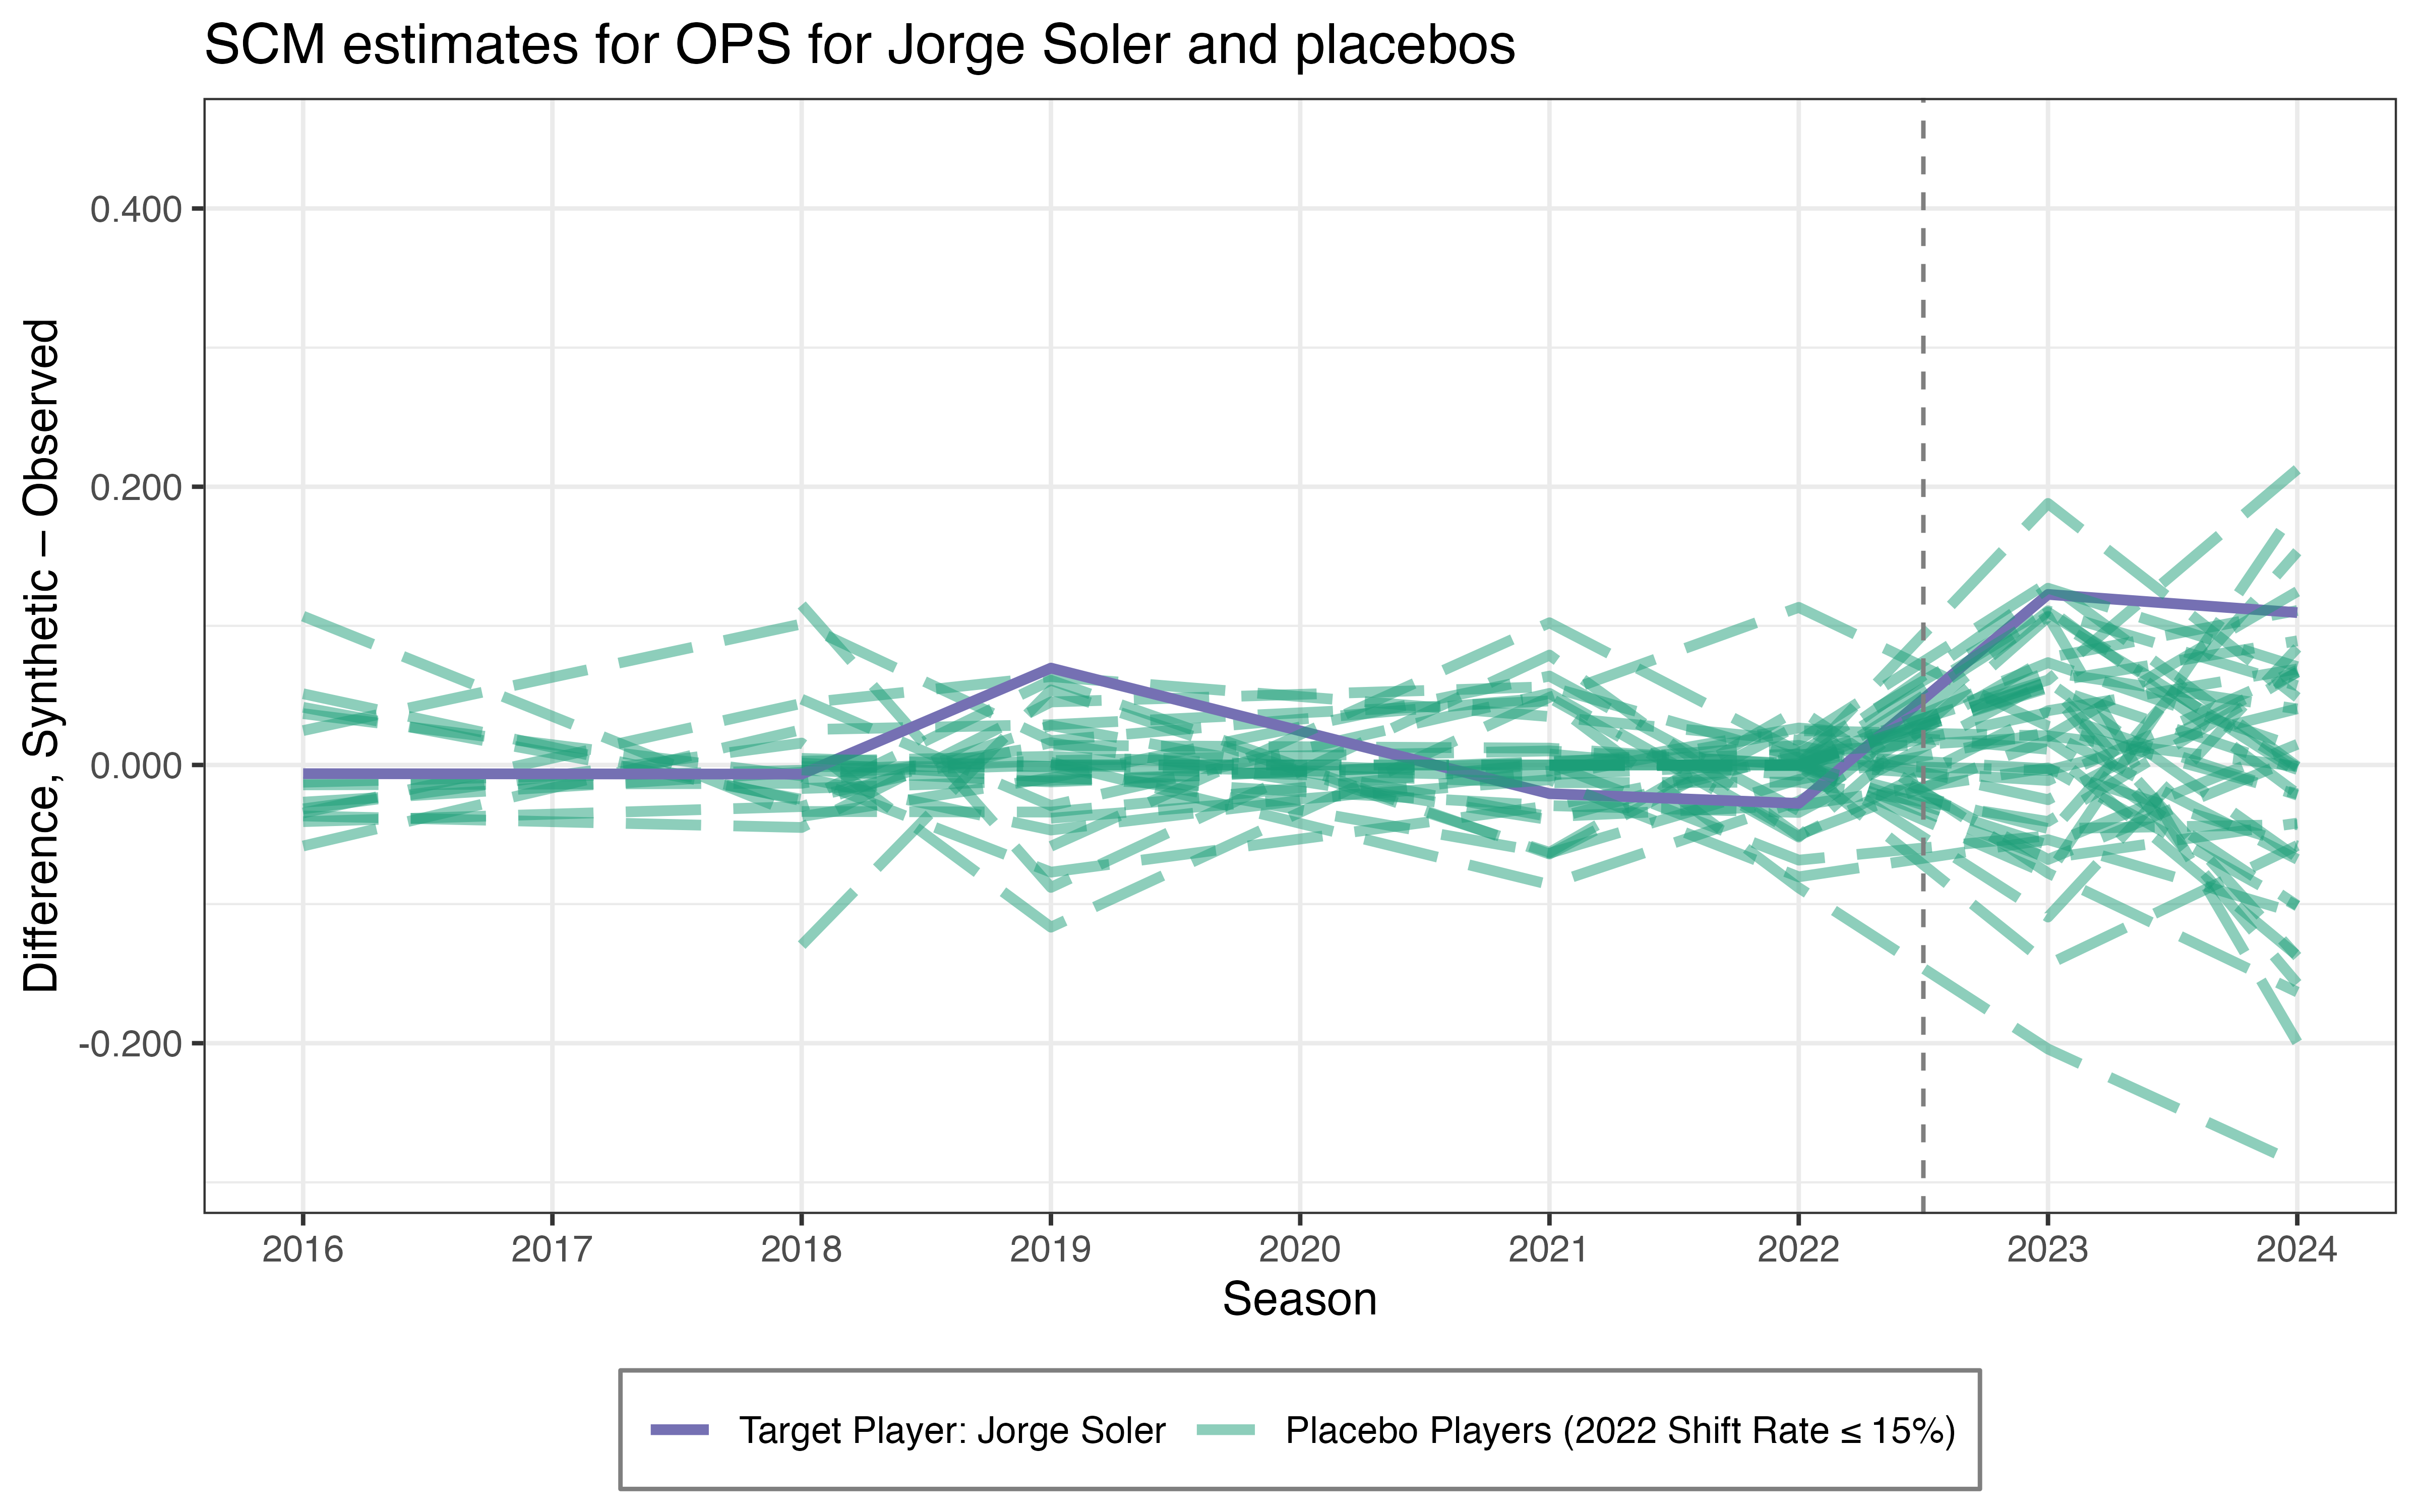 SCM estimates for OPS for Jorge Soler and placebos
Difference, Synthetic − Observed
0.400
0.200
0.000
-0.200
2016 2017 2018 2019 2020 2021 2022 2023 2024
Season
Target Player: Jorge Soler Placebo Players (2022 Shift Rate ≤ 15%)